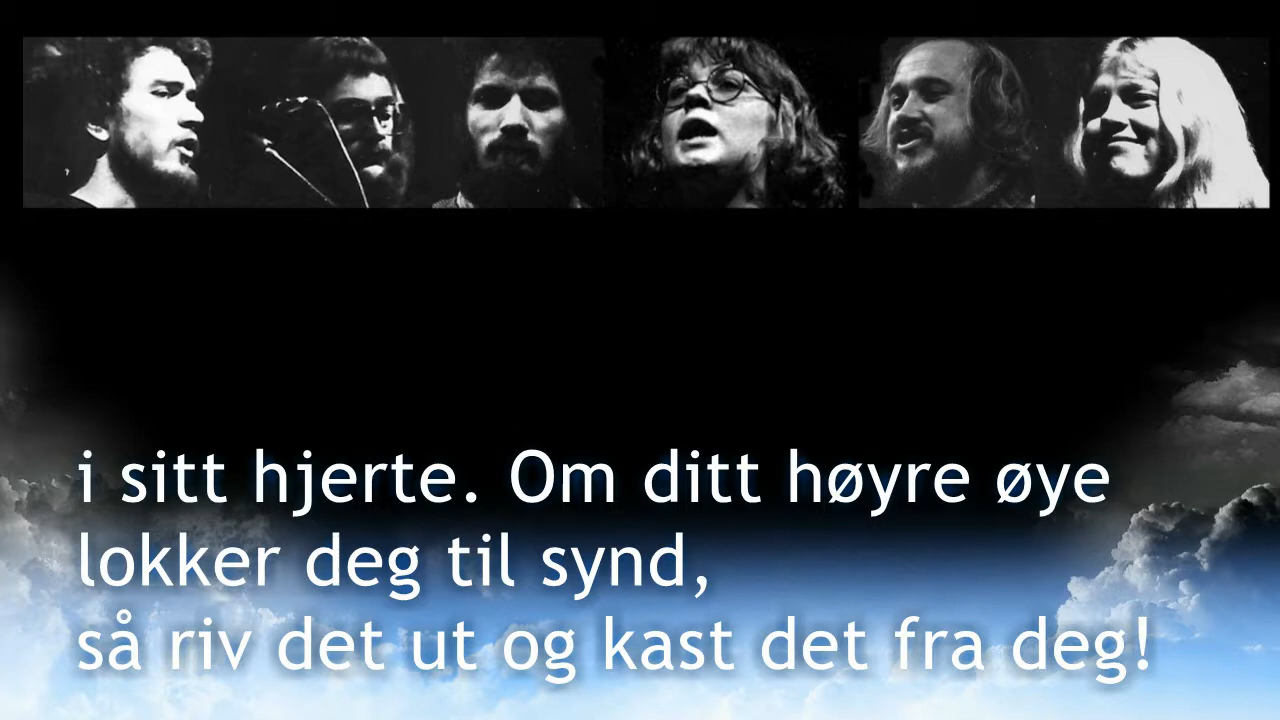 i sitt hjerte. Om ditt høyre øye
lokker deg til synd,
så riv det ut og kast det fra deg!